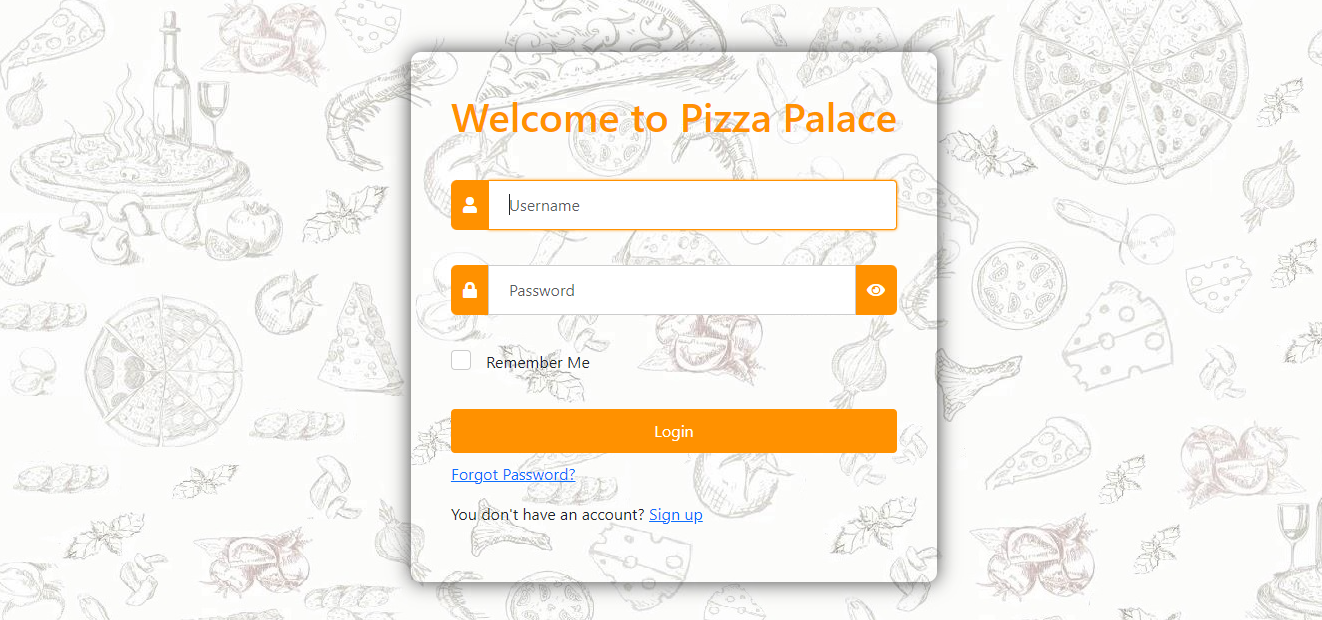 Welcome to Pizza Palace
Username
Password
Remember Me
Login
Forgot Password?
You don't have an account? Sign up